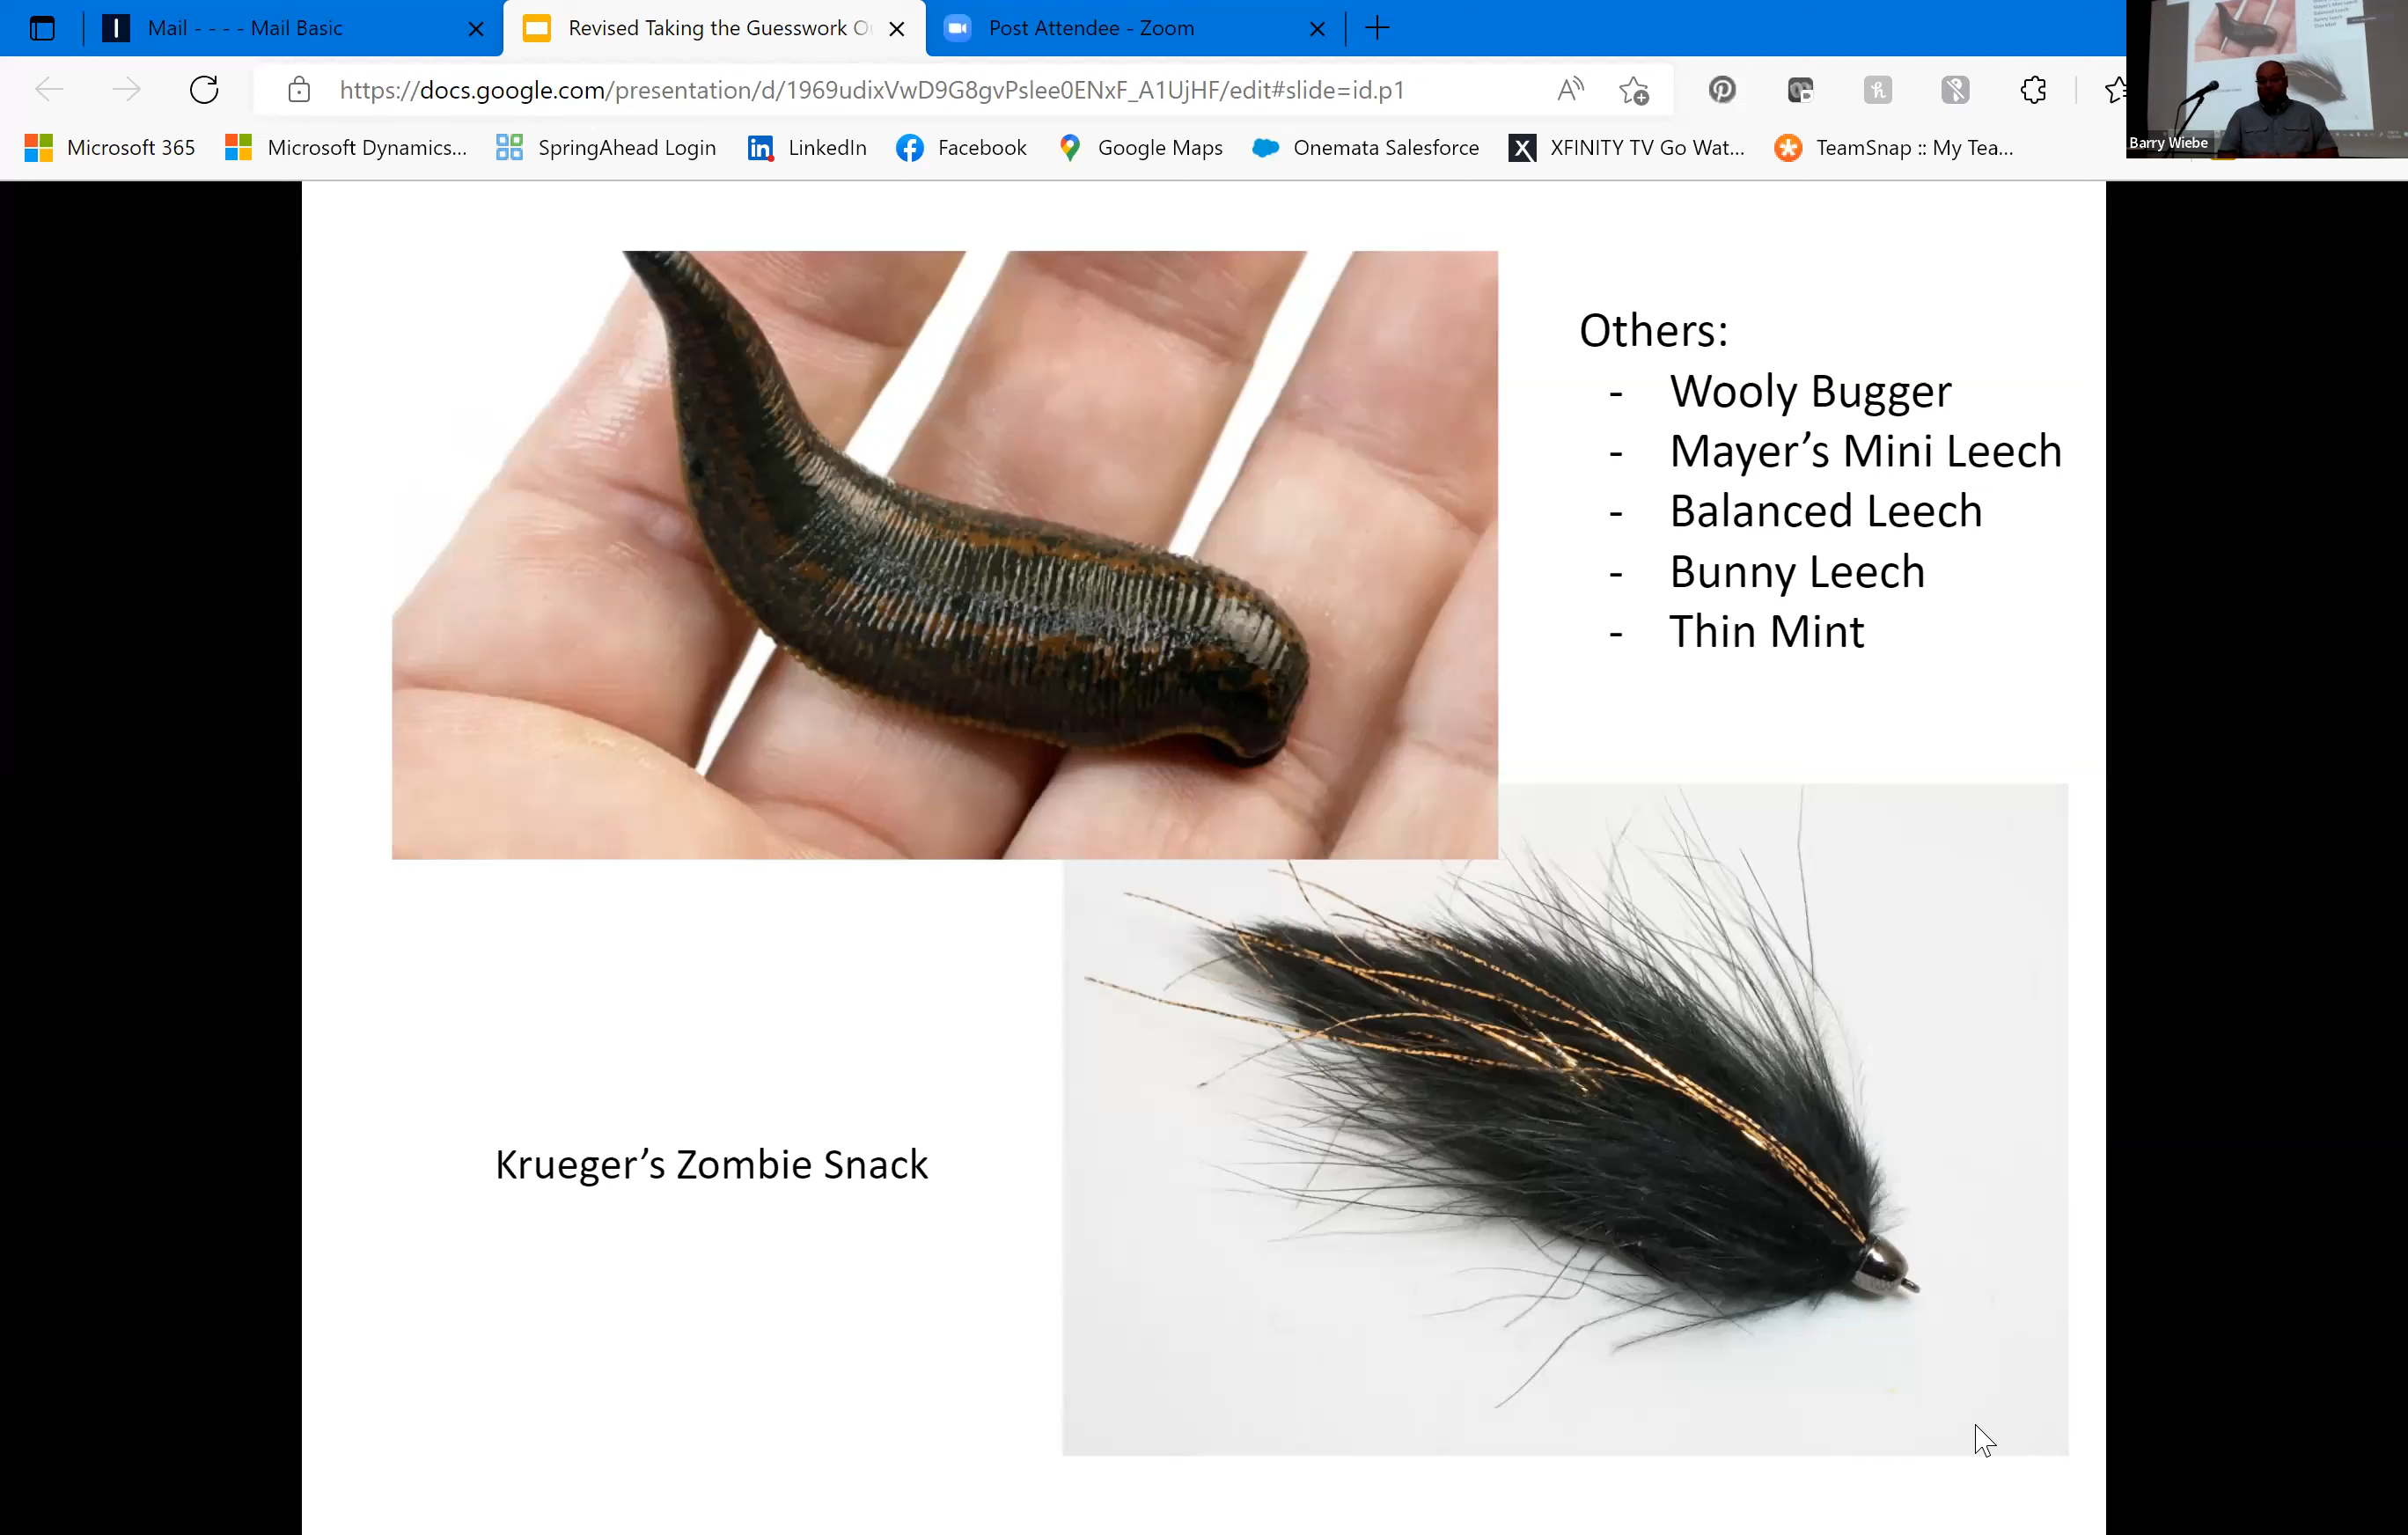 Mail - - - - Mail Basic
Revised Taking the Guesswork O
Post Attendee - Zoom
https://docs.google.com/presentation/d/1969udixVwD9G8gvPslee0ENxF_A1UjHF/edit#slide=id.p1
Microsoft 365
Microsoft Dynamics...
SpringAhead Login
LinkedIn
Facebook
Google Maps
Onemata Salesforce
XFINITY TV Go Wat...
TeamSnap :: My Tea...
Barry Wiebe
Others:
- Wooly Bugger
- Mayer’s Mini Leech
- Balanced Leech
- Bunny Leech
- Thin Mint
Krueger’s Zombie Snack